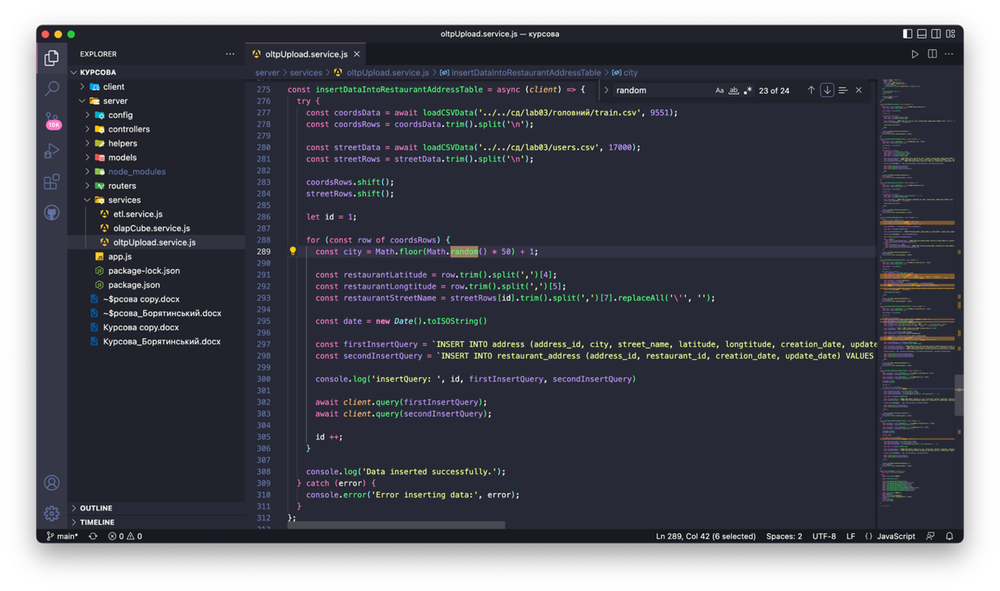 oltpUpload.service.js — курсова
EXPLORER
КУРСОВА
client
server
config
controllers
helpers
models
node_modules
routers
services
etl.service.js
olapCube.service.js
oltpUpload.service.js
app.js
package-lock.json
package.json
~$рсова copy.docx
~$рсова_Борятинський.docx
Курсова copy.docx
Курсова_Борятинський.docx
OUTLINE
TIMELINE
10K
oltpUpload.service.js
server > services > oltpUpload.service.js > insertDataIntoRestaurantAddressTable > city
random
Aa ab .* 23 of 24
275 const insertDataIntoRestaurantAddressTable = async (client) => {
276 try {
277 const coordsData = await loadCSVData('../../сд/lab03/головний/train.csv', 9551);
278 const coordsRows = coordsData.trim().split('\n');
279
280 const streetData = await loadCSVData('../../сд/lab03/users.csv', 17000);
281 const streetRows = streetData.trim().split('\n');
282
283 coordsRows.shift();
284 streetRows.shift();
285
286 let id = 1;
287
288 for (const row of coordsRows) {
289 const city = Math.floor(Math.random() * 50) + 1;
290
291 const restaurantLatitude = row.trim().split(',')[4];
292 const restaurantLongtitude = row.trim().split(',')[5];
293 const restaurantStreetName = streetRows[id].trim().split(',')[7].replaceAll('\'', '');
294
295 const date = new Date().toISOString()
296
297 const firstInsertQuery = `INSERT INTO address (address_id, city, street_name, latitude, longtitude, creation_date, update
298 const secondInsertQuery = `INSERT INTO restaurant_address (address_id, restaurant_id, creation_date, update_date) VALUES
299
300 console.log('insertQuery: ', id, firstInsertQuery, secondInsertQuery)
301
302 await client.query(firstInsertQuery);
303 await client.query(secondInsertQuery);
304
305 id ++;
306 }
307
308 console.log('Data inserted successfully.');
309 } catch (error) {
310 console.error('Error inserting data:', error);
311 }
312 };
main* 0 0
Ln 289, Col 42 (6 selected) Spaces: 2 UTF-8 LF {} JavaScript